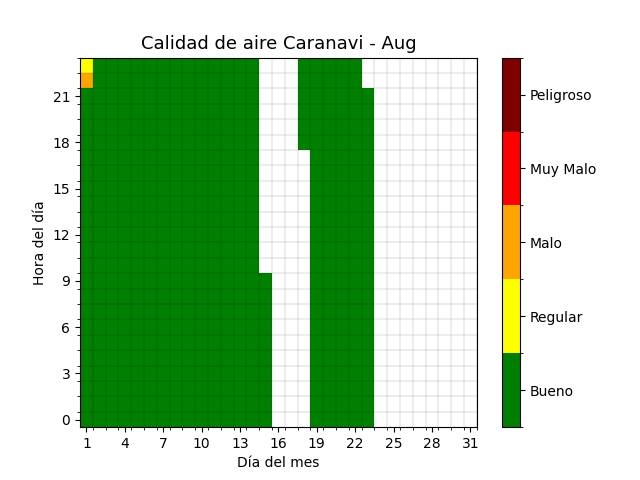 Calidad de aire Caranavi - Aug
Hora del día
21
18
15
12
9
6
3
0
1 4 7 10 13 16 19 22 25 28 31
Día del mes
Peligroso
Muy Malo
Malo
Regular
Bueno